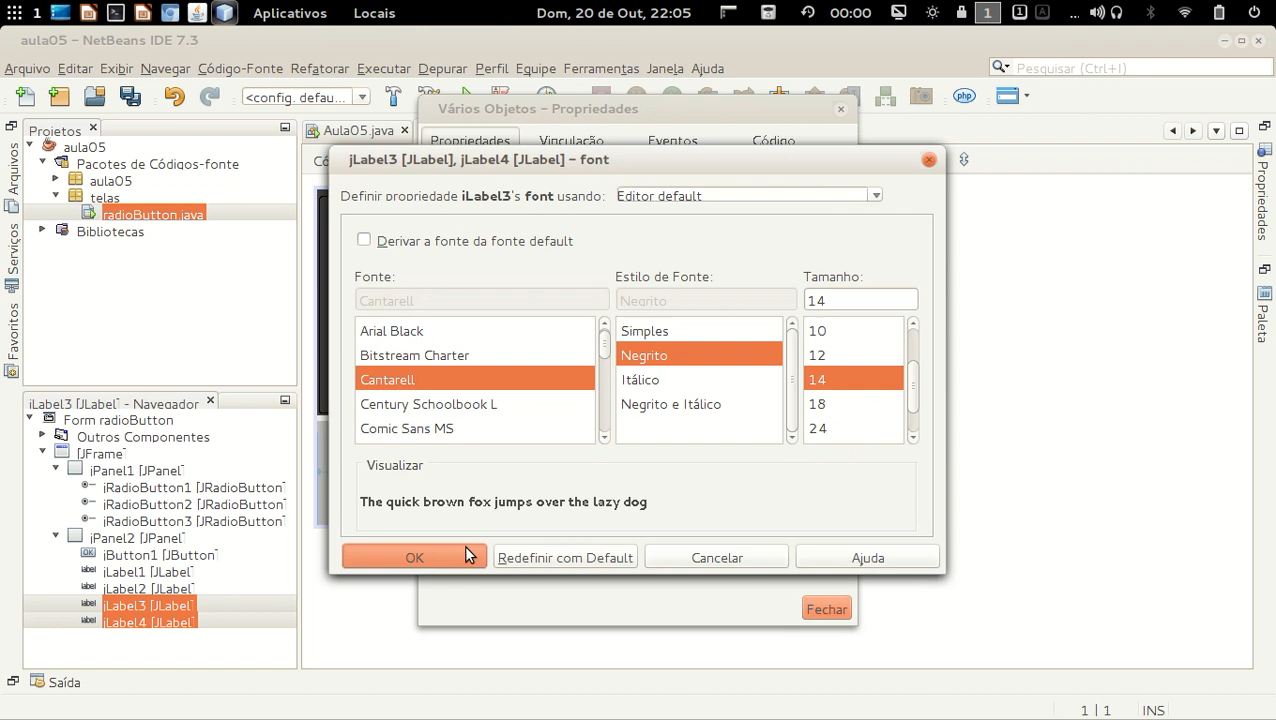 1 Aplicativos Locais Dom, 20 de Out, 22:05 00:00 1 1 A ...
aula05 – NetBeans IDE 7.3
Arquivo Editar Exibir Navegar Código-Fonte Refatorar Executar Depurar Perfil Equipe Ferramentas Janela Ajuda
Pesquisar (Ctrl+I)
<config_defau... php
Vários Objetos – Propriedades
Propriedades Vinculação Eventos Código
Projetos
Aula05.java
aula05
Pacotes de Códigos-fonte
aula05
telas
radioButton.java
Bibliotecas
Arquivos
Serviços
Favoritos
jLabel3 [JLabel], jLabel4 [JLabel] – font
Definir propriedade jLabel3's font usando: Editor default
Derivar a fonte da fonte default
Fonte: Estilo de Fonte: Tamanho:
Cantarell Negrito 14
Arial Black Simples 10
Bitstream Charter Negrito 12
Cantarell Itálico 14
Century Schoolbook L Negrito e Itálico 18
Comic Sans MS 24
Visualizar
The quick brown fox jumps over the lazy dog
OK Redefinir com Default Cancelar Ajuda
Fechar
Propriedades
Paleta
jLabel3 [JLabel] – Navegador
Form radioButton
Outros Componentes
[JFrame]
jPanel1 [JPanel]
jRadioButton1 [JRadioButton]
jRadioButton2 [JRadioButton]
jRadioButton3 [JRadioButton]
jPanel2 [JPanel]
OK jButton1 [JButton]
label jLabel1 [JLabel]
label jLabel2 [JLabel]
label jLabel3 [JLabel]
label jLabel4 [JLabel]
Saída
1 | 1 INS